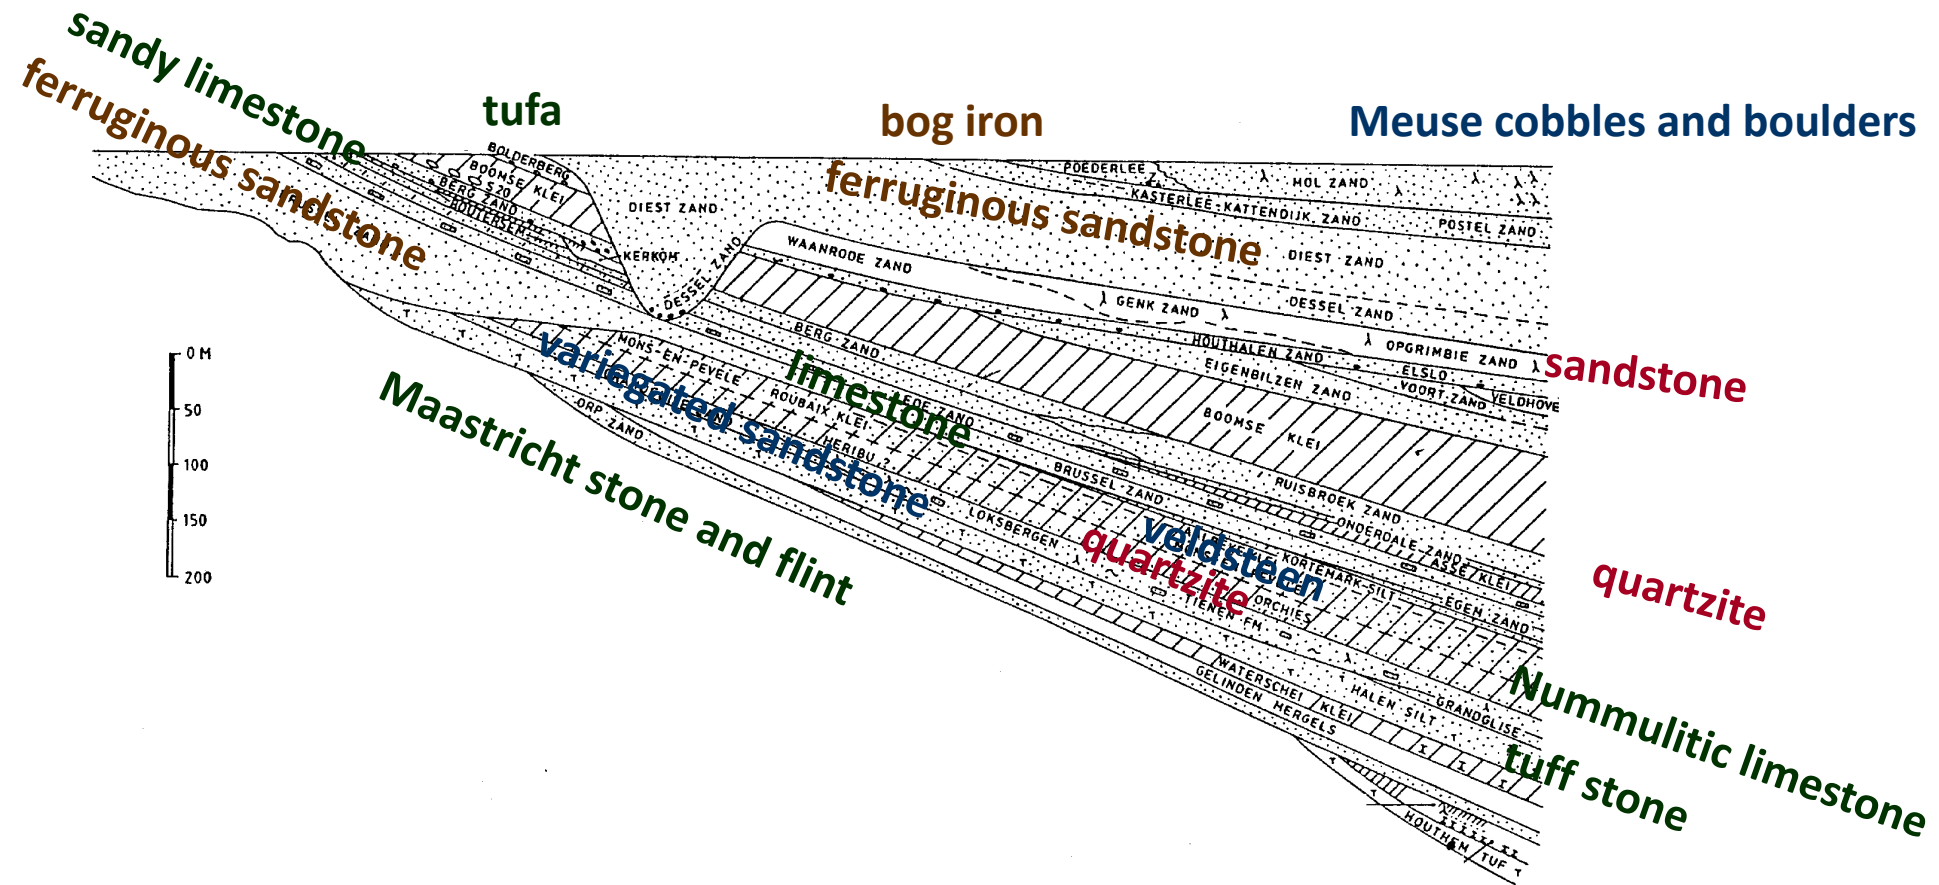 sandy limestone
ferruginous sandstone
tufa
bog iron
Meuse cobbles and boulders
BOLDERBERG
BOOMSE KLEI
S20
BERG ZAND
BOUTERSEM
KERKOM
DIEST ZAND
DESSEL ZAND
POEDERLEE
MOL ZAND
KASTERLEE-KATTENDIJK ZAND
POSTEL ZAND
ferruginous sandstone
DIEST ZAND
DESSEL ZAND
WAANRODE ZAND
GENK ZAND
OPGRIMBIE ZAND
sandstone
HOUTHALEN ZAND
ELSLO
VOORT ZAND
VELDHOVE
EIGENBILZEN ZAND
BOOMSE KLEI
BERG ZAND
limestone
ZAND
MONS-EN-PEVELE
variegated sandstone
ROUBAIX KLEI
HERIBU ?
ORP ZAND
Maastricht stone and flint
0 M
50
100
150
200
BRUSSEL ZAND
RUISBROEK ZAND
ONDERDALE ZAND
ASSE KLEI
KORTEMARK SILT
EGEM ZAND
veldsteen
quartzite
ORCHIES
TIENEN FM.
LOKSBERGEN
quartzite
HALEN SILT
GRANDGLISE
WATERSCHEI KLEI
GELINDEN MERGELS
Nummulitic limestone
tuff stone
HOUTHEM TUF